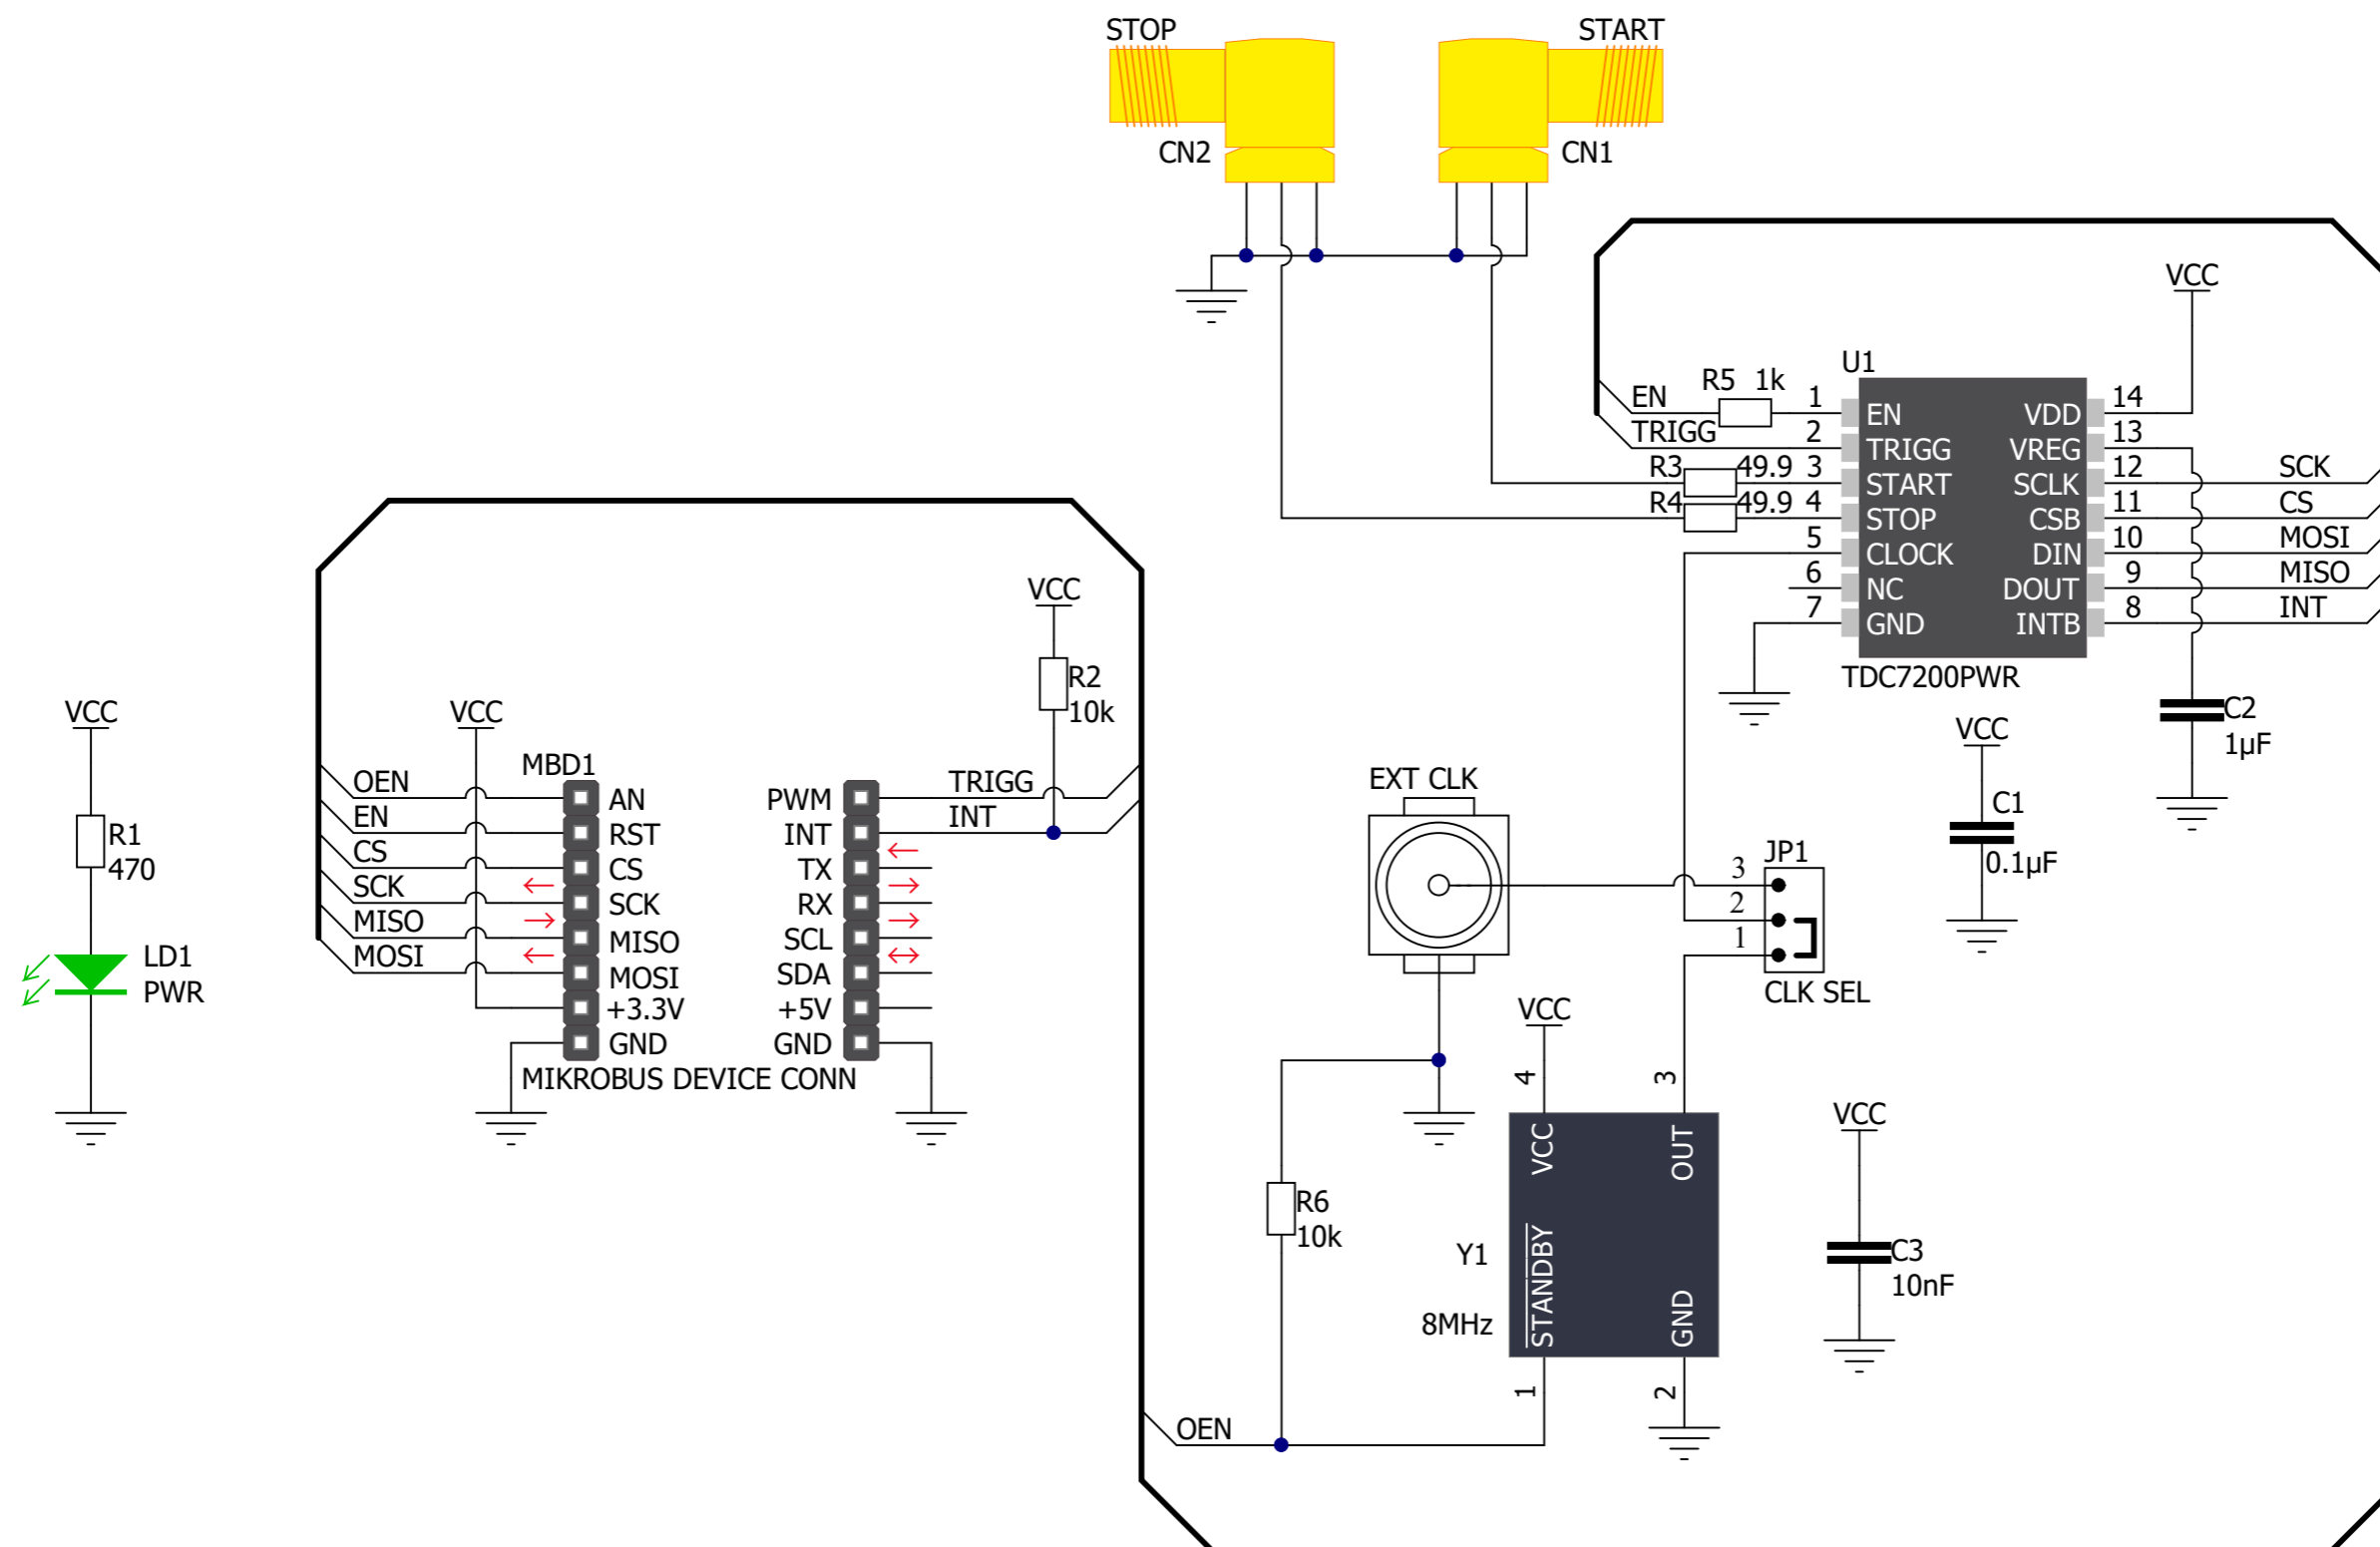 STOP
START
CN2
CN1
VCC
U1
EN
R5 1k
1
EN
VDD
14
TRIGG
2
TRIGG
VREG
13
R3
49.9
3
START
SCLK
12
SCK
R4
49.9
4
STOP
CSB
11
CS
5
CLOCK
DIN
10
MOSI
6
NC
DOUT
9
MISO
7
GND
INTB
8
INT
TDC7200PWR
VCC
R2
10k
VCC
R1
470
LD1
PWR
VCC
MBD1
OEN
AN
PWM
TRIGG
EN
RST
INT
INT
CS
CS
TX
SCK
SCK
RX
MISO
MISO
SCL
MOSI
MOSI
SDA
+3.3V
+5V
GND
GND
MIKROBUS DEVICE CONN
C2
1µF
VCC
C1
0.1µF
EXT CLK
JP1
3
2
1
CLK SEL
VCC
4
3
VCC
OUT
STANDBY
GND
Y1
8MHz
1
2
R6
10k
OEN
VCC
C3
10nF